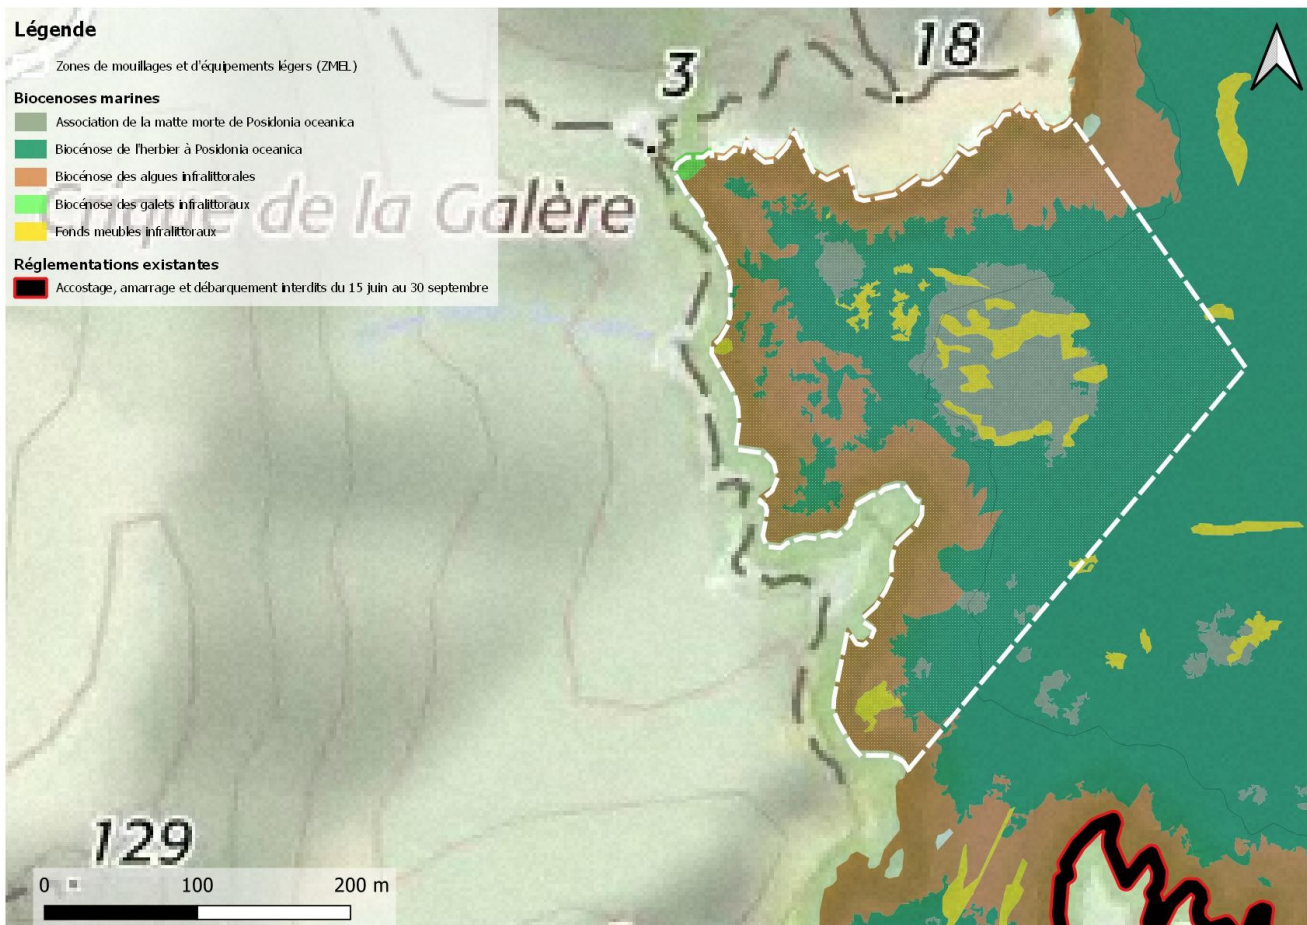 Légende
Zones de mouillages et d'équipements légers (ZMEL)
Biocenoses marines
Association de la matte morte de Posidonia oceanica
Biocénose de l'herbier à Posidonia oceanica
Biocénose des algues infralittorales
Biocénose des galets infralittoraux
Fonds meubles infralittoraux
Réglementations existantes
Accostage, amarrage et débarquement interdits du 15 juin au 30 septembre
18
3
Crique de la Galère
129
0 100 200 m